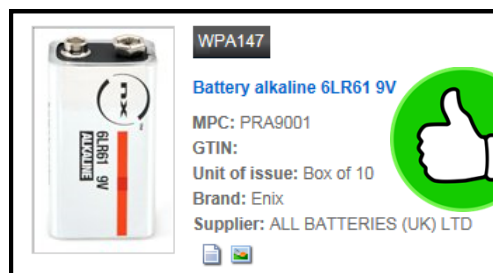 WPA147
Battery alkaline 6LR61 9V
MPC: PRA9001
GTIN:
Unit of issue: Box of 10
Brand: Enix
Supplier: ALL BATTERIES (UK) LTD
nx
6LR61 9V
ALKALINE